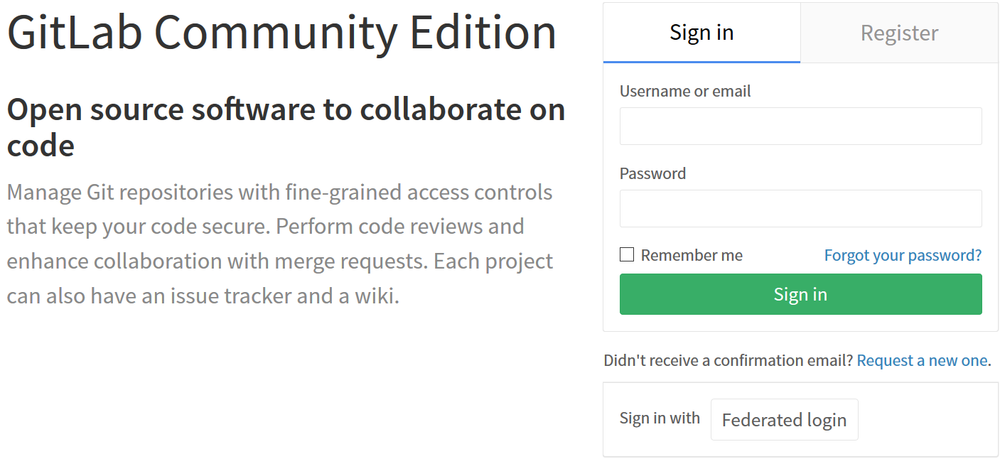 GitLab Community Edition
Open source software to collaborate on
code
Manage Git repositories with fine-grained access controls
that keep your code secure. Perform code reviews and
enhance collaboration with merge requests. Each project
can also have an issue tracker and a wiki.
Sign in
Register
Username or email
Password
Remember me
Forgot your password?
Sign in
Didn't receive a confirmation email? Request a new one.
Sign in with
Federated login